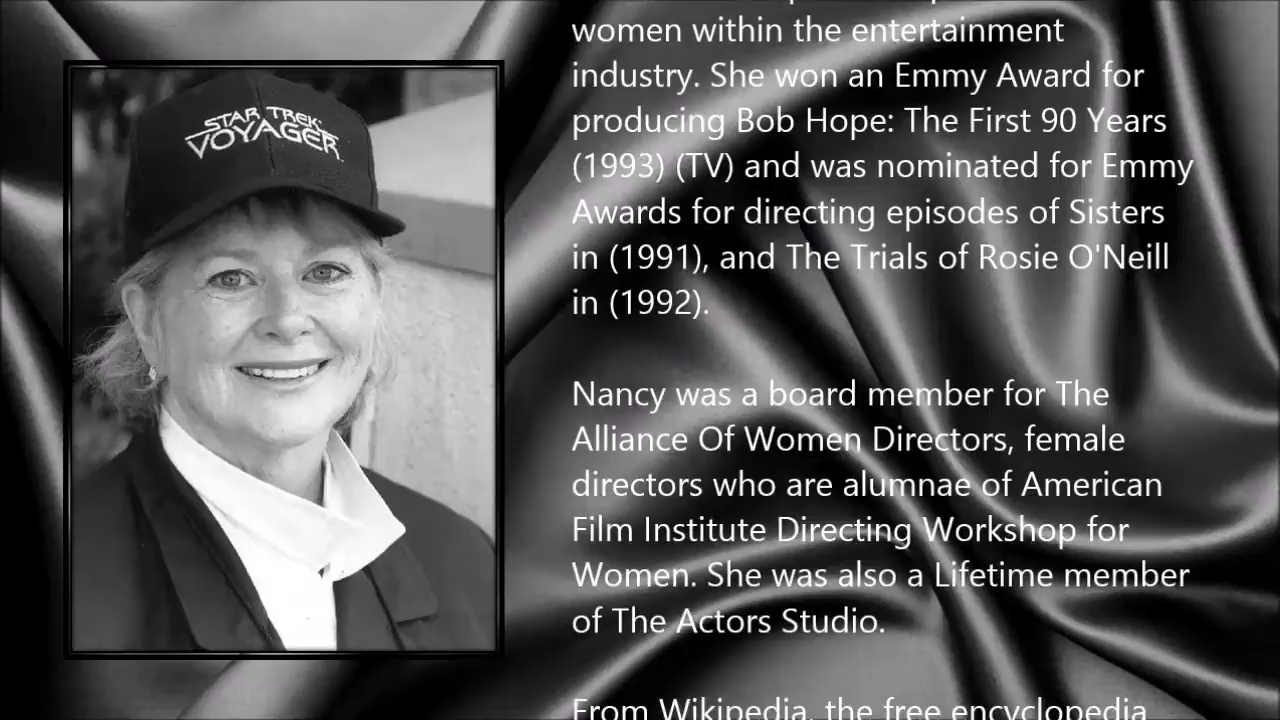 STAR TREK
VOYAGER
women within the entertainment
industry. She won an Emmy Award for
producing Bob Hope: The First 90 Years
(1993) (TV) and was nominated for Emmy
Awards for directing episodes of Sisters
in (1991), and The Trials of Rosie O'Neill
in (1992).
Nancy was a board member for The
Alliance Of Women Directors, female
directors who are alumnae of American
Film Institute Directing Workshop for
Women. She was also a Lifetime member
of The Actors Studio.
From Wikipedia, the free encyclopedia